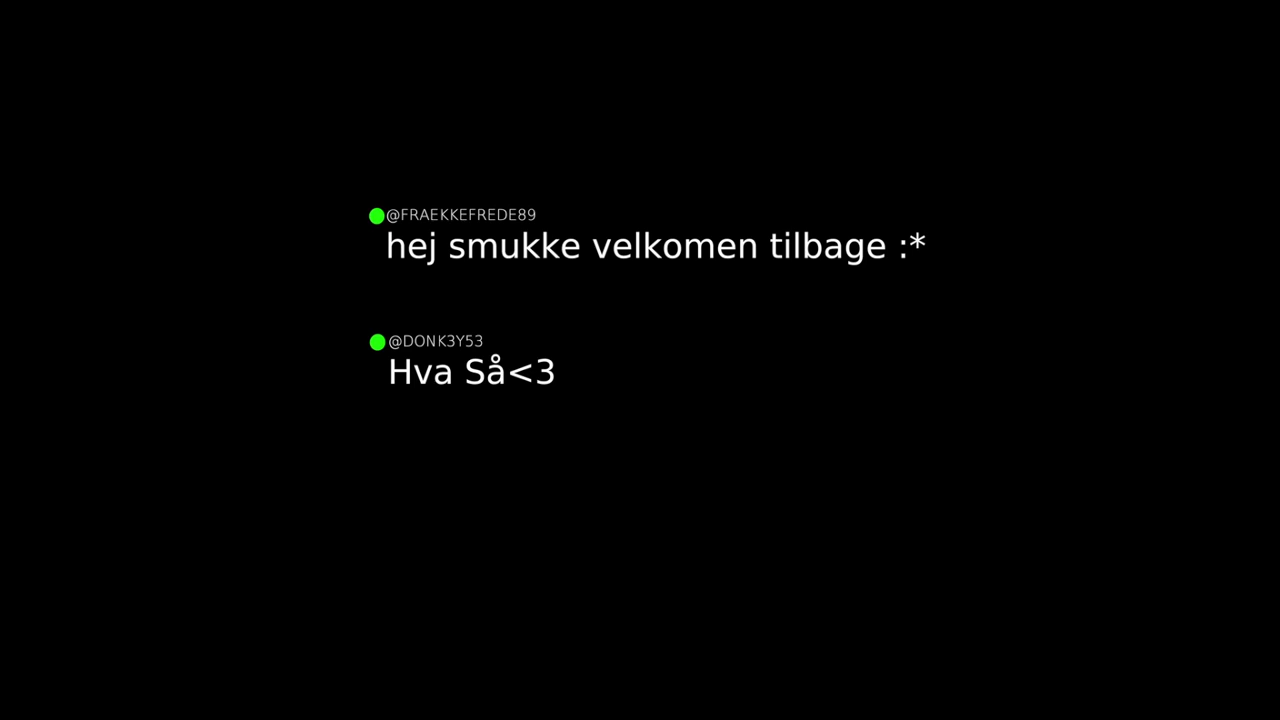 @FRAEKKEFREDE89
hej smukke velkomen tilbage :*
@DONK3Y53
Hva Så<3